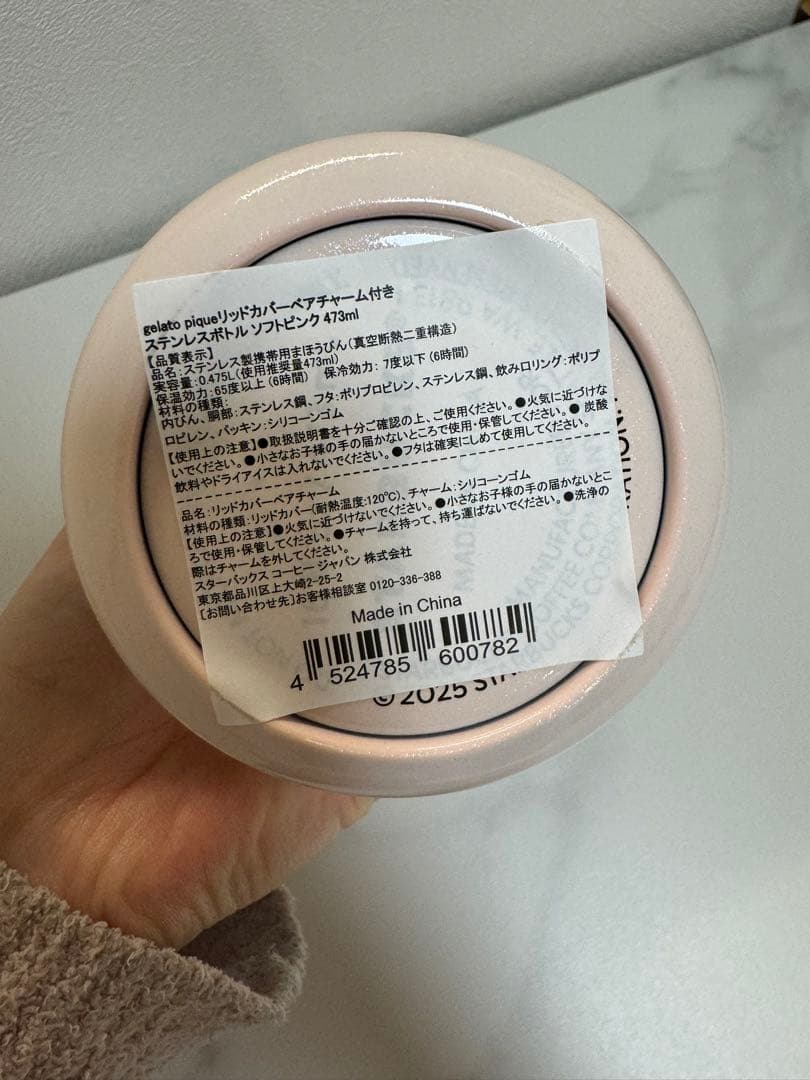 gelato piqueリッドカバーベアチャーム付き
ステンレスボトル ソフトピンク 473ml
【品質表示】
品名：ステンレス製携帯用まほうびん(真空断熱二重構造)
実容量：0.475L(使用推奨量473ml)
保温効力：65度以上 (6時間)　保冷効力： 7度以下 (6時間)
材料の種類：
内びん、胴部：ステンレス鋼、フタ：ポリプロピレン、ステンレス鋼、飲み口リング：ポリプ
ロピレン、パッキン：シリコーンゴム
【使用上の注意】●取扱説明書を十分ご確認の上、ご使用ください。●火気に近づけな
いでください。●小さなお子様の手の届かないところで使用・保管してください。● 炭酸
飲料やドライアイスは入れないでください。●フタは確実にしめて使用してください。
品名：リッドカバーベアチャーム
材料の種類：リッドカバー(耐熱温度：120℃)、チャーム：シリコーンゴム
【使用上の注意】●火気に近づけないでください。●小さなお子様の手の届かないとこ
ろで使用・保管してください。●チャームを持って、持ち運ばないでください。●洗浄の
際はチャームを外してください。
スターバックス コーヒー ジャパン 株式会社
東京都品川区上大崎2-25-2
[お問い合わせ先]お客様相談室 0120-336-388
Made in China
4 524785 600782
© 2025